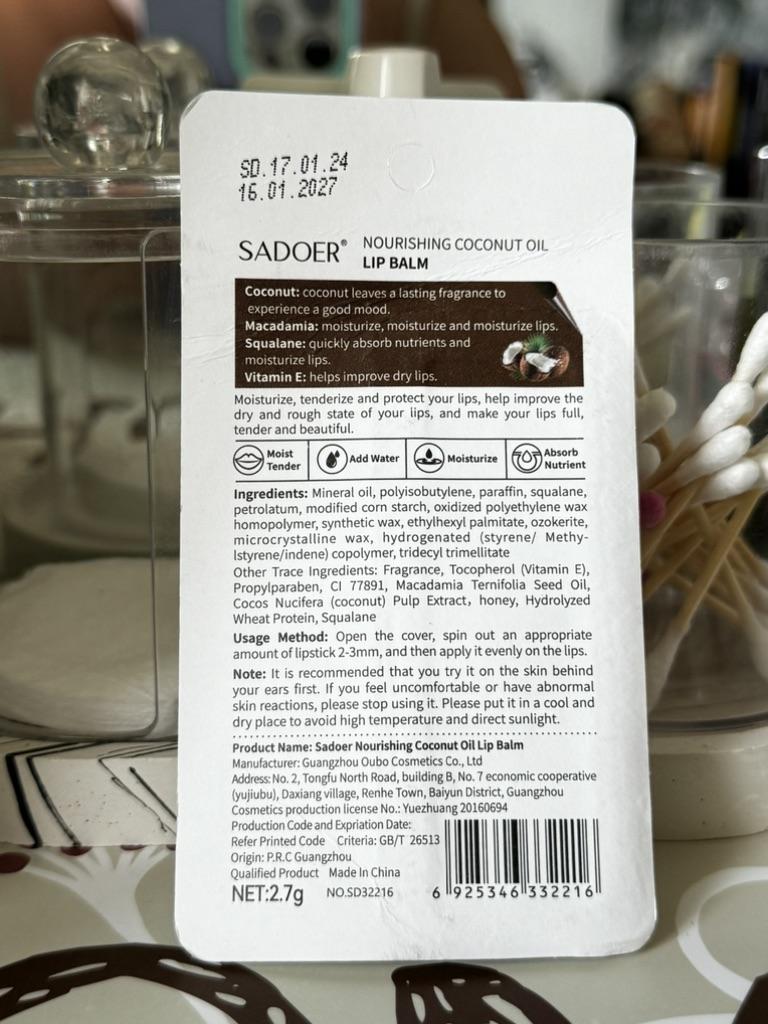 SD.17.01.24
16.01.2027
SADOER® NOURISHING COCONUT OIL
LIP BALM
Coconut: coconut leaves a lasting fragrance to
experience a good mood.
Macadamia: moisturize, moisturize and moisturize lips.
Squalane: quickly absorb nutrients and
moisturize lips.
Vitamin E: helps improve dry lips.
Moisturize, tenderize and protect your lips, help improve the
dry and rough state of your lips, and make your lips full,
tender and beautiful.
Moist
Tender
Add Water
Moisturize
Absorb
Nutrient
Ingredients: Mineral oil, polyisobutylene, paraffin, squalane,
petrolatum, modified corn starch, oxidized polyethylene wax
homopolymer, synthetic wax, ethylhexyl palmitate, ozokerite,
microcrystalline wax, hydrogenated (styrene/ Methy-
lstyrene/indene) copolymer, tridecyl trimellitate
Other Trace Ingredients: Fragrance, Tocopherol (Vitamin E),
Propylparaben, CI 77891, Macadamia Ternifolia Seed Oil,
Cocos Nucifera (coconut) Pulp Extract, honey, Hydrolyzed
Wheat Protein, Squalane
Usage Method: Open the cover, spin out an appropriate
amount of lipstick 2-3mm, and then apply it evenly on the lips.
Note: It is recommended that you try it on the skin behind
your ears first. If you feel uncomfortable or have abnormal
skin reactions, please stop using it. Please put it in a cool and
dry place to avoid high temperature and direct sunlight.
Product Name: Sadoer Nourishing Coconut Oil Lip Balm
Manufacturer: Guangzhou Oubo Cosmetics Co., Ltd
Address: No. 2, Tongfu North Road, building B, No. 7 economic cooperative
(yujiubu), Daxiang village, Renhe Town, Baiyun District, Guangzhou
Cosmetics production license No.: Yuezhuang 20160694
Production Code and Expriation Date:
Refer Printed Code Criteria: GB/T 26513
Origin: P.R.C Guangzhou
Qualified Product Made In China
NET:2.7g NO.SD32216
6 925346 332216